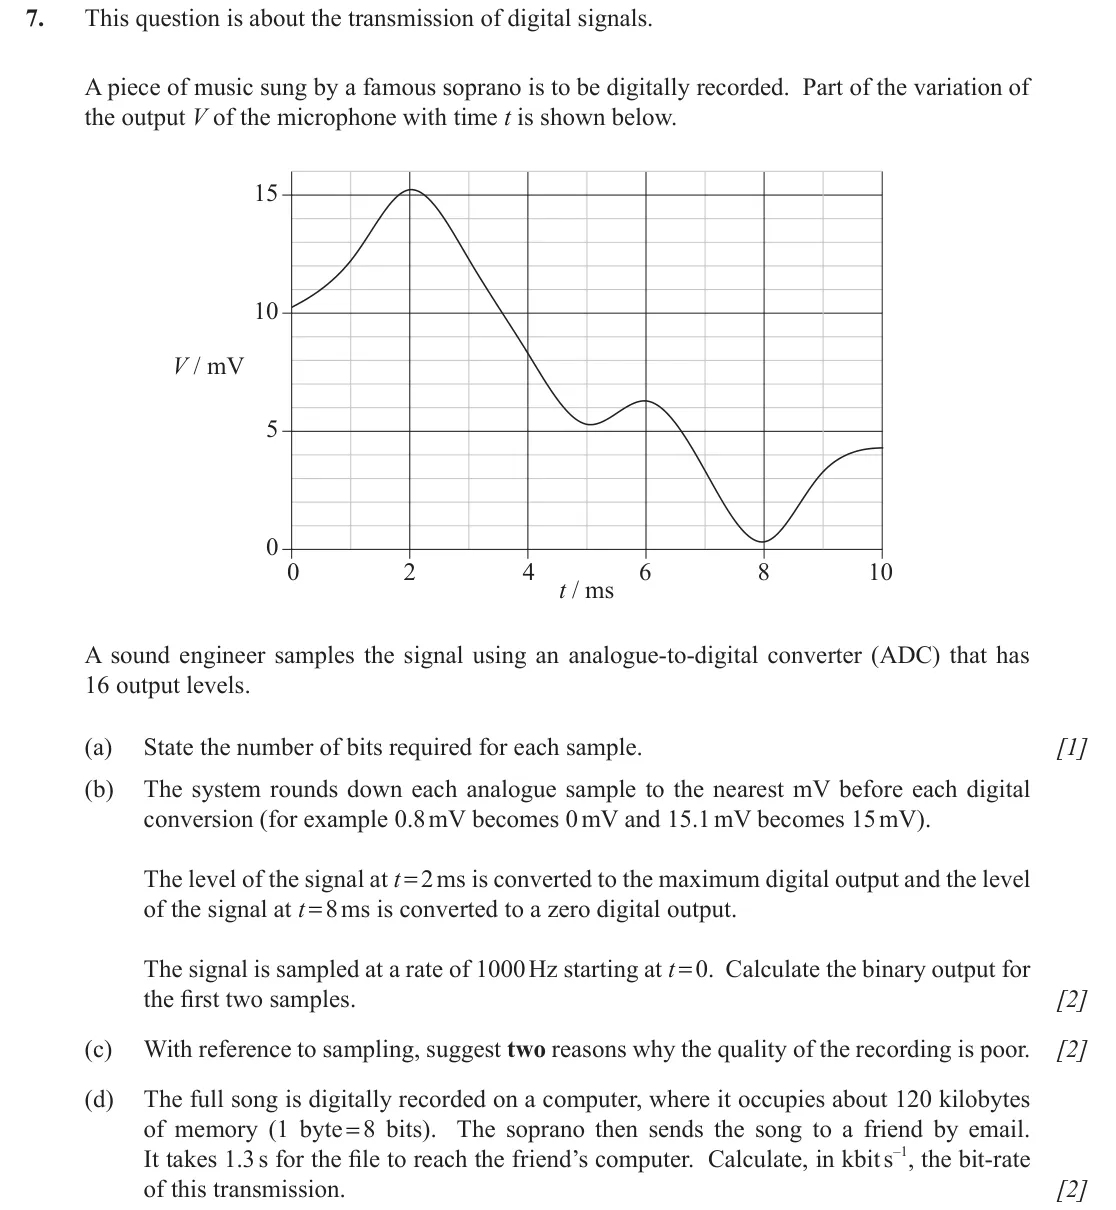 7. This question is about the transmission of digital signals.
A piece of music sung by a famous soprano is to be digitally recorded. Part of the variation of
the output V of the microphone with time t is shown below.
15
10
V / mV
5
0
0 2 4 6 8 10
t / ms
A sound engineer samples the signal using an analogue-to-digital converter (ADC) that has
16 output levels.
(a) State the number of bits required for each sample. [1]
(b) The system rounds down each analogue sample to the nearest mV before each digital
conversion (for example 0.8 mV becomes 0 mV and 15.1 mV becomes 15 mV).
The level of the signal at t = 2 ms is converted to the maximum digital output and the level
of the signal at t = 8 ms is converted to a zero digital output.
The signal is sampled at a rate of 1000 Hz starting at t = 0. Calculate the binary output for
the first two samples. [2]
(c) With reference to sampling, suggest two reasons why the quality of the recording is poor. [2]
(d) The full song is digitally recorded on a computer, where it occupies about 120 kilobytes
of memory (1 byte = 8 bits). The soprano then sends the song to a friend by email.
It takes 1.3 s for the file to reach the friend's computer. Calculate, in kbit s⁻¹, the bit-rate
of this transmission. [2]